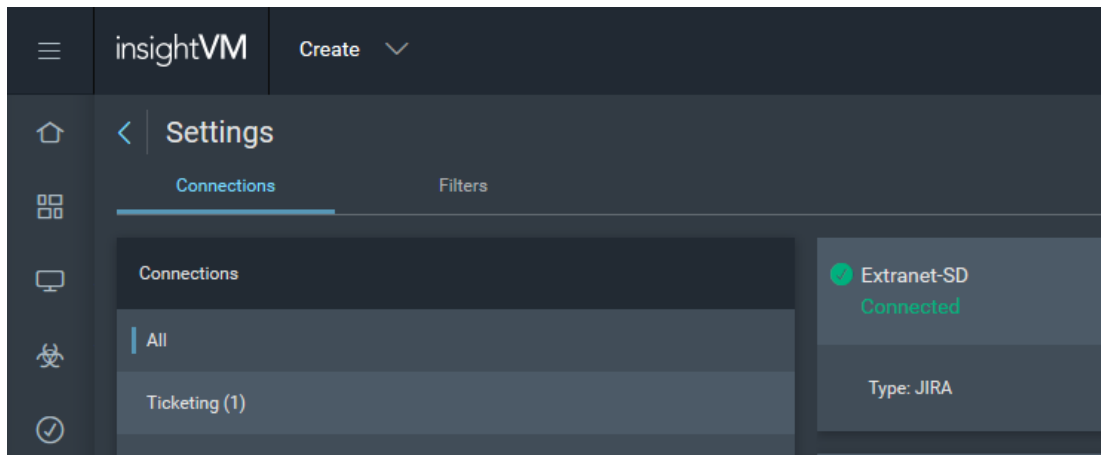 insightVM Create
Settings
Connections Filters
Connections
All
Ticketing (1)
Extranet-SD
Connected
Type: JIRA